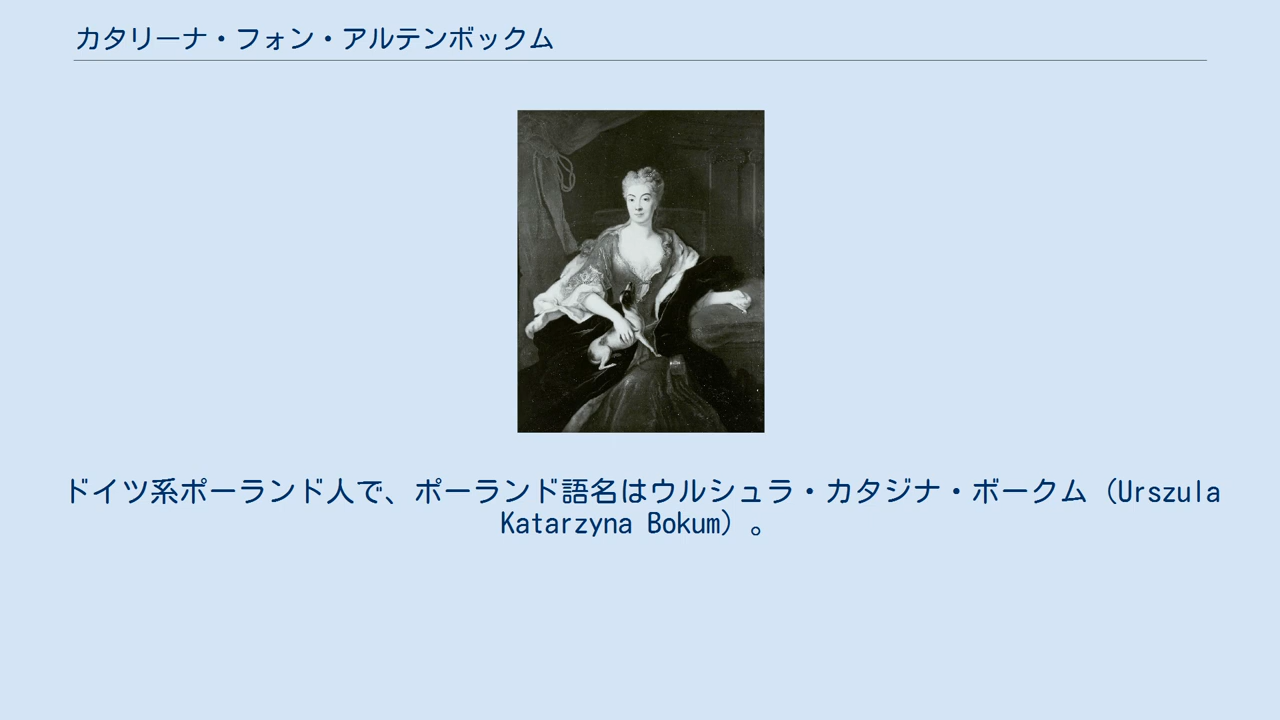 カタリーナ・フォン・アルテンボックム
ドイツ系ポーランド人で、ポーランド語名はウルシュラ・カタジナ・ボークム（Urszula
Katarzyna Bokum）。